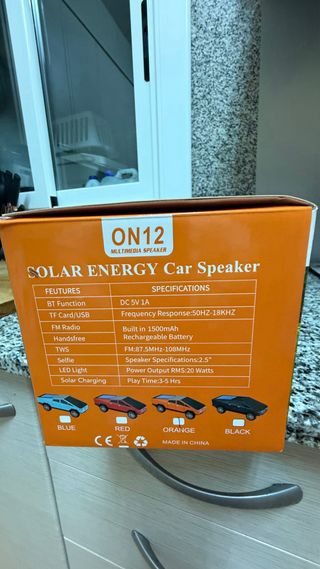 ON12
MULTIMEDIA SPEAKER
SOLAR ENERGY Car Speaker
FEUTURES SPECIFICATIONS
BT Function DC 5V 1A
TF Card/USB Frequency Response:50HZ-18KHZ
FM Radio Built in 1500mAh
Handsfree Rechargeable Battery
TWS FM:87.5MHz-108MHz
Selfie Speaker Specifications:2.5"
LED Light Power Output RMS:20 Watts
Solar Charging Play Time:3-5 Hrs
BLUE RED ORANGE BLACK
CE MADE IN CHINA